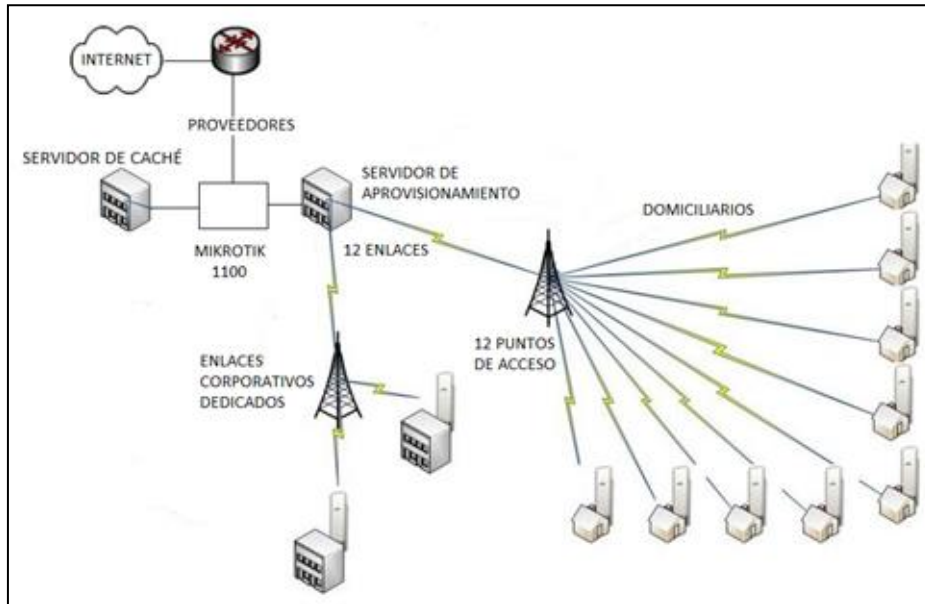 INTERNET
PROVEEDORES
SERVIDOR DE CACHÉ
SERVIDOR DE
APROVISIONAMIENTO
DOMICILIARIOS
MIKROTIK
1100
12 ENLACES
12 PUNTOS
DE ACCESO
ENLACES
CORPORATIVOS
DEDICADOS